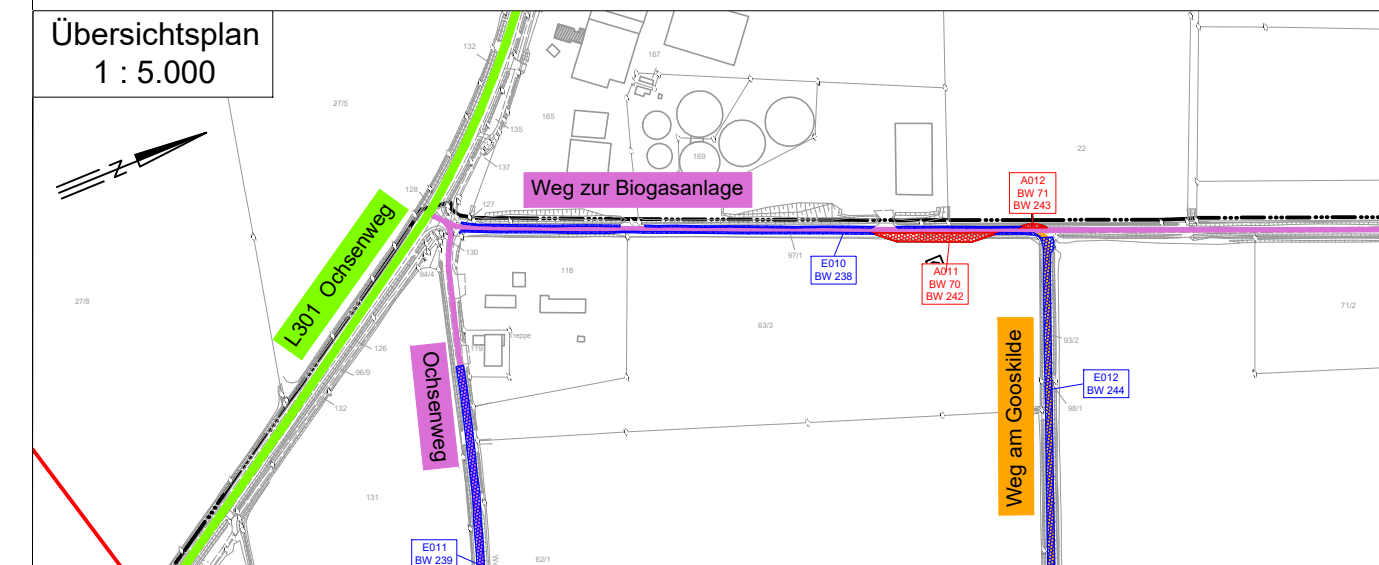 Übersichtsplan
1 : 5.000
N
132
27/5
167
165
135
137
169
22
128
127
Weg zur Biogasanlage
A012
BW 71
BW 243
130
94/4
118
97/1
E010
BW 238
A011
BW 70
BW 242
27/8
L301 Ochsenweg
71/2
63/3
126
96/9
132
119
Treppe
Ochsenweg
93/2
E012
BW 244
98/1
Weg am Gooskilde
131
E011
BW 239
62/1